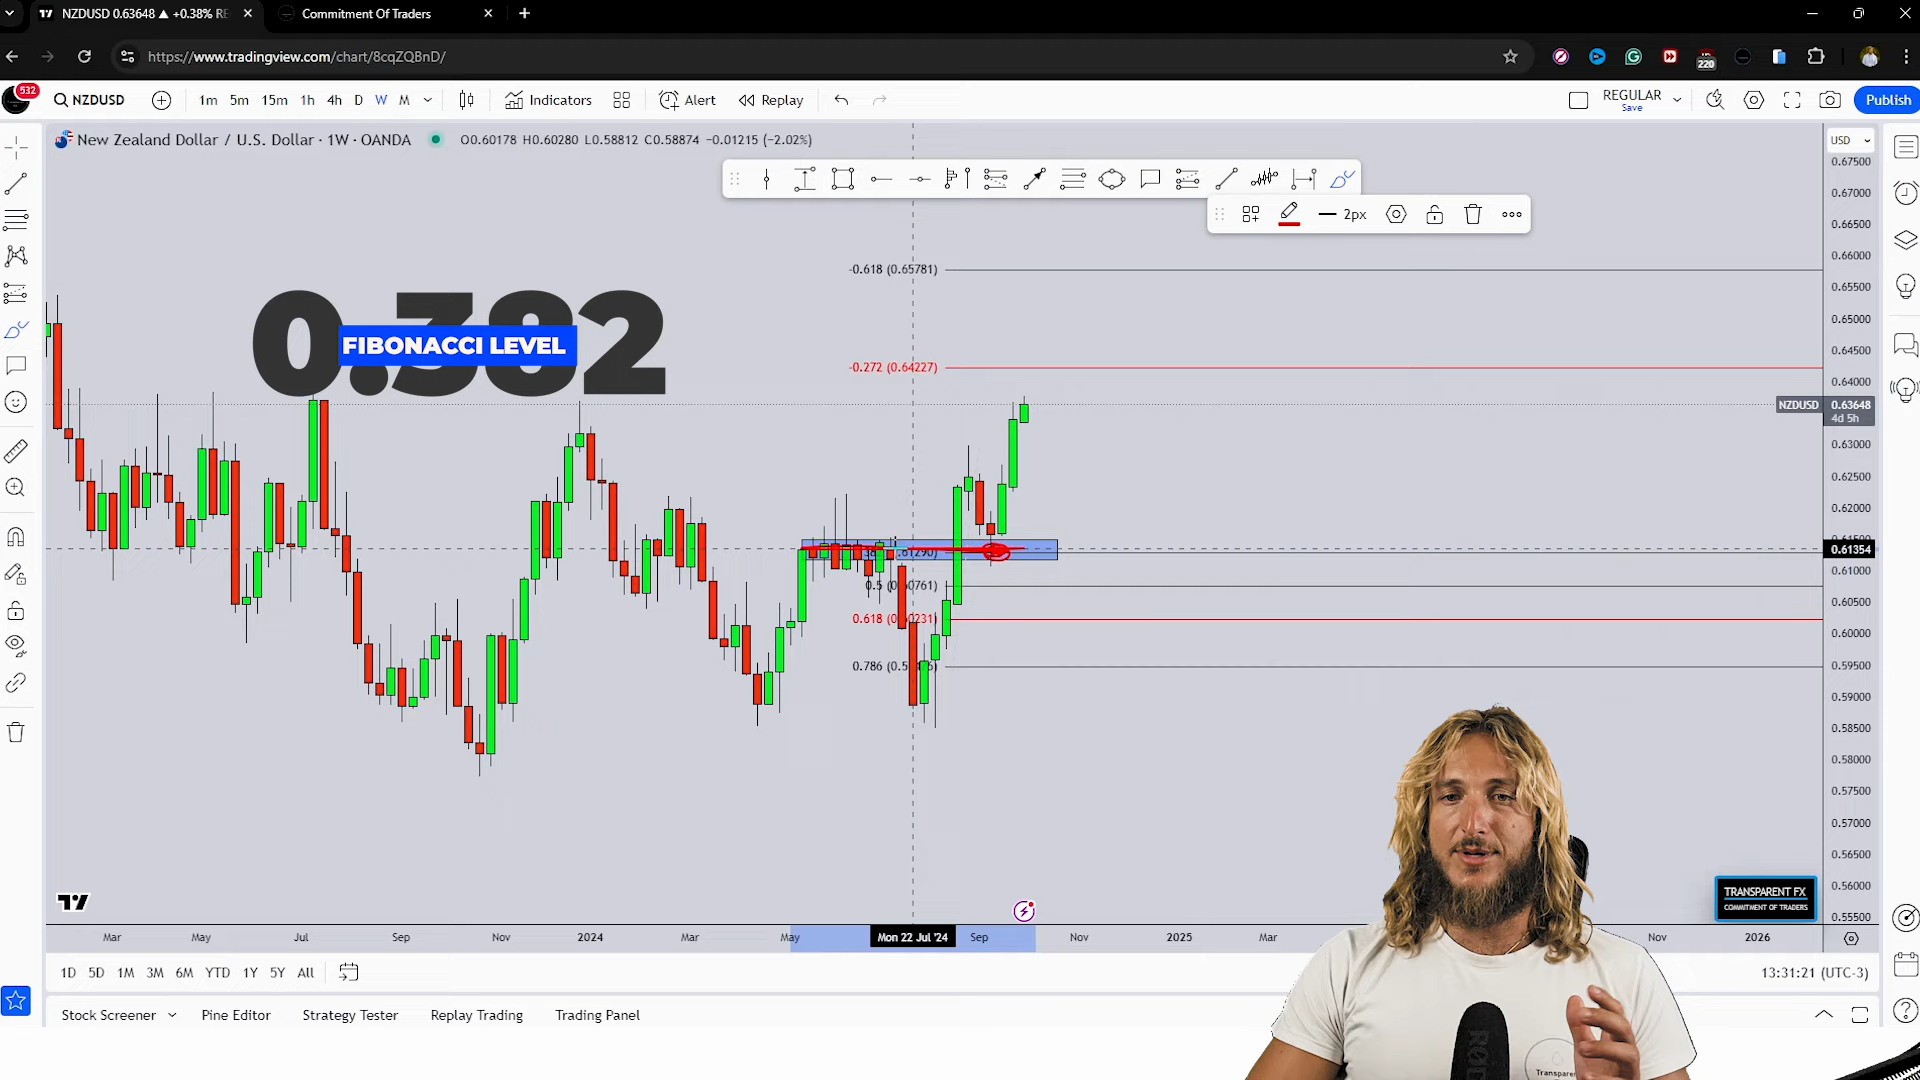 NZDUSD 0.63648 ▲ +0.38% RE
Commitment Of Traders
https://www.tradingview.com/chart/8cqZQBnD/
220
532
NZDUSD
1m 5m 15m 1h 4h D W M
Indicators
Alert
Replay
REGULAR
Save
Publish
New Zealand Dollar / U.S. Dollar · 1W · OANDA
O0.60178 H0.60280 L0.58812 C0.58874 −0.01215 (−2.02%)
USD
2px
0.67500
0.67000
0.66500
0.66000
0.65500
0.65000
0.64500
0.64000
NZDUSD 0.63648
4d 5h
0.63000
0.62500
0.62000
0.61354
0.61000
0.60500
0.60000
0.59500
0.59000
0.58500
0.58000
0.57500
0.57000
0.56500
0.56000
0.55500
-0.618 (0.65781)
-0.272 (0.64227)
0.382
FIBONACCI LEVEL
0.5
0.618
0.786
TRANSPARENT FX
COMMITMENT OF TRADERS
Mar May Jul Sep Nov 2024 Mar May Mon 22 Jul '24 Sep Nov 2025 Mar Nov 2026
1D 5D 1M 3M 6M YTD 1Y 5Y All
13:31:21 (UTC-3)
Stock Screener
Pine Editor
Strategy Tester
Replay Trading
Trading Panel
RØDE